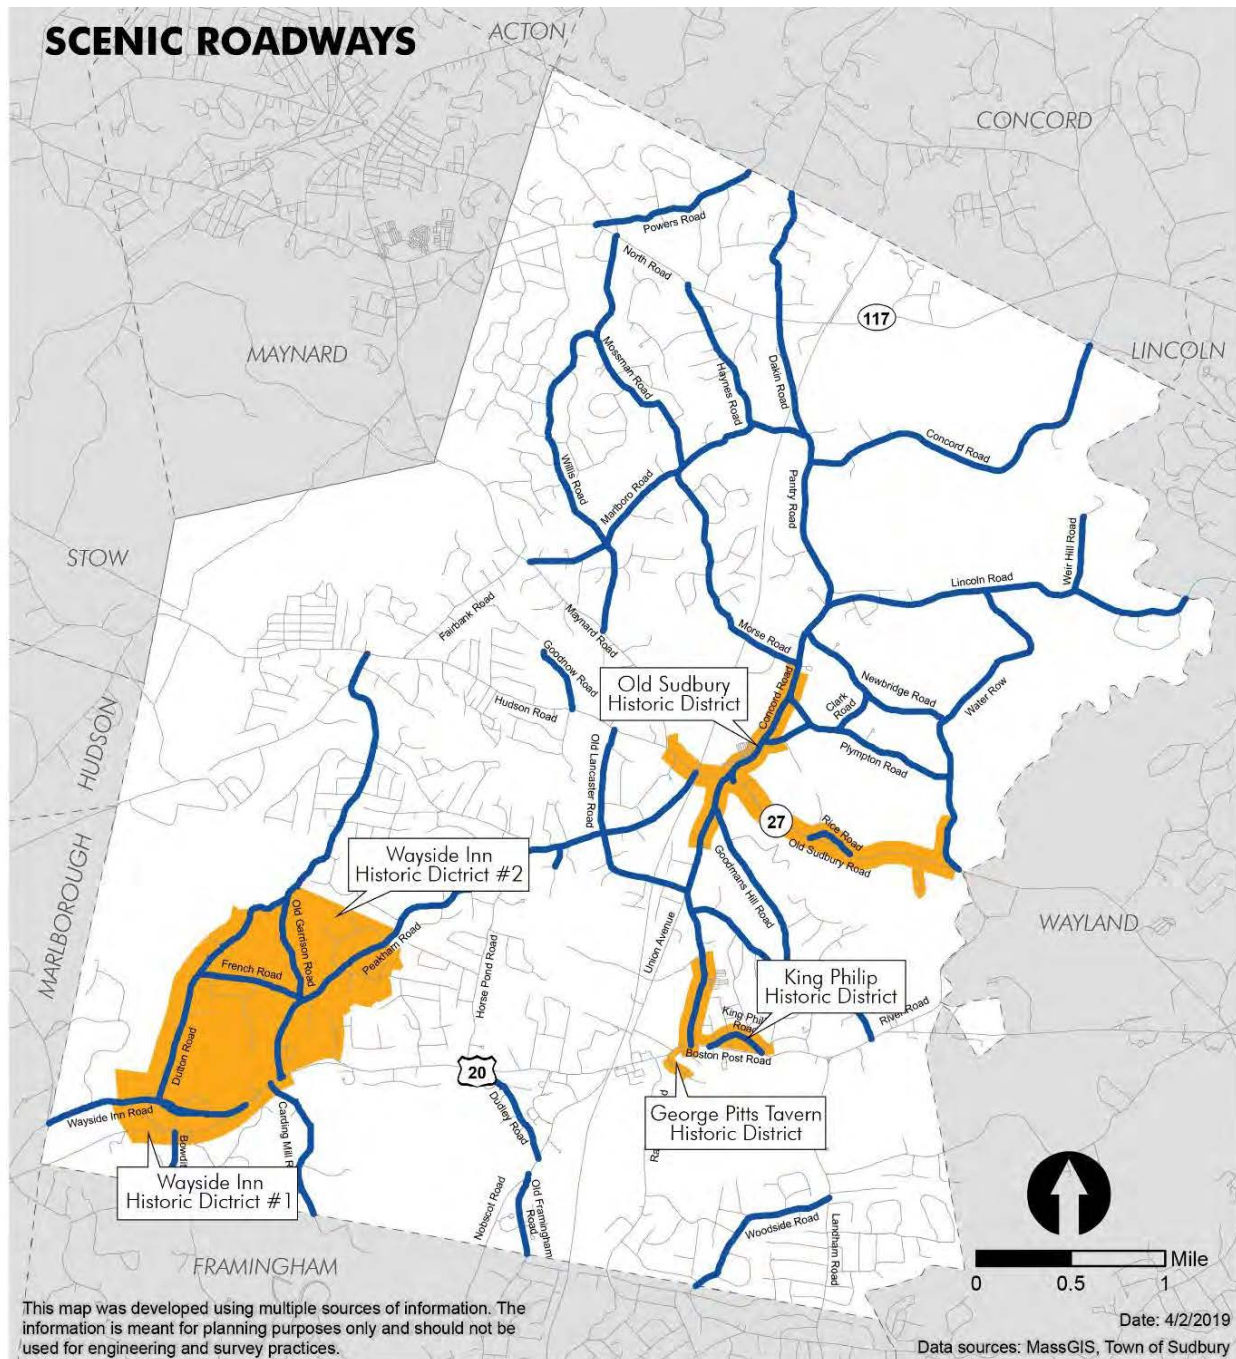 SCENIC ROADWAYS
ACTON
CONCORD
Powers Road
North Road
117
MAYNARD
LINCOLN
Mossman Road
Haynes Road
Dakin Road
Concord Road
Willis Road
Marlboro Road
Pantry Road
STOW
Weir Hill Road
Lincoln Road
Fairbank Road
Maynard Road
Morse Road
Goodnow Road
Old Sudbury
Historic District
Concord Road
Newbridge Road
Clark
Road
Water Row
Hudson Road
HUDSON
Plympton Road
Old Lancaster Road
27
Rice Road
Old Sudbury Road
MARLBOROUGH
Wayside Inn
Historic Dictrict #2
Goodmans Hill Road
Old Garrison Road
Peakham Road
WAYLAND
Union Avenue
Horse Pond Road
French Road
King Philip
Historic District
King Phil
Road
River Road
Dutton Road
Boston Post Road
20
Wayside Inn Road
Dudley Road
Carding Mill R
George Pitts Tavern
Historic District
Ra
d
Bowdi
Wayside Inn
Historic Dictrict #1
Nobscot Road
Old Framingham
Road
Woodside Road
Landham Road
FRAMINGHAM
Mile
0 0.5 1
This map was developed using multiple sources of information. The
information is meant for planning purposes only and should not be
used for engineering and survey practices.
Date: 4/2/2019
Data sources: MassGIS, Town of Sudbury